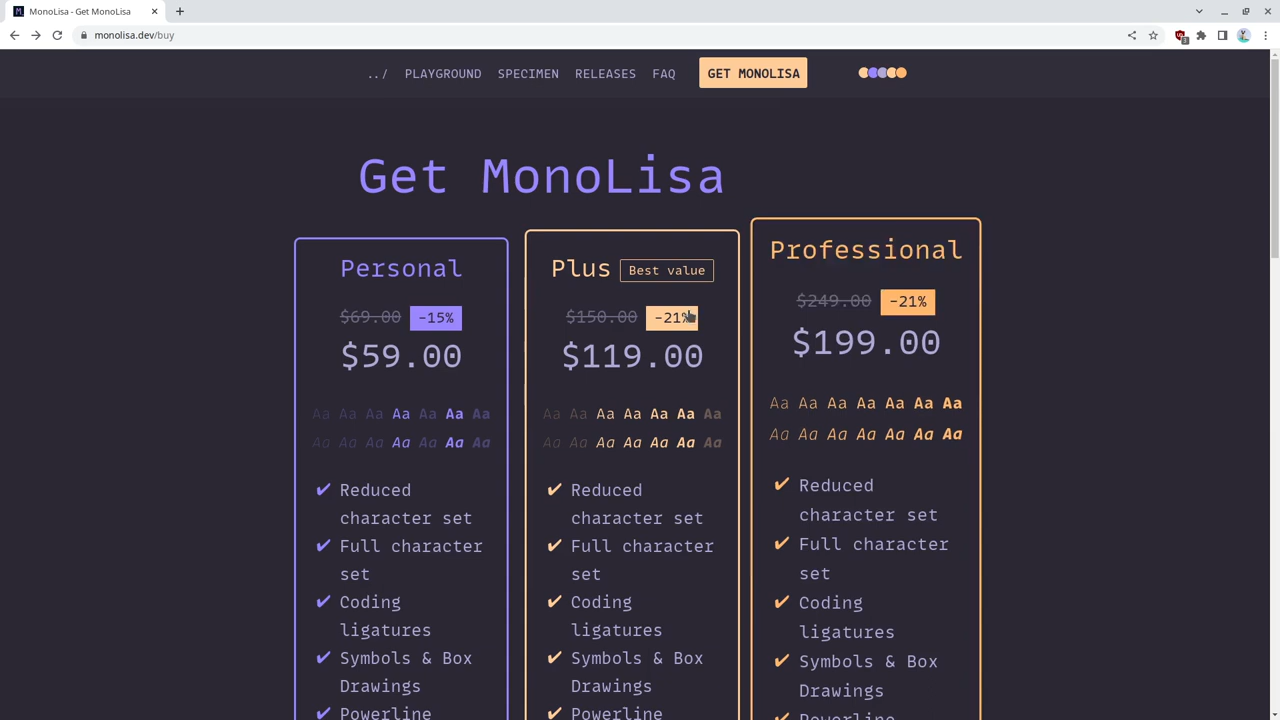 MonoLisa - Get MonoLisa
monolisa.dev/buy
3
../ PLAYGROUND SPECIMEN RELEASES FAQ GET MONOLISA
Get MonoLisa
Personal
$69.00 -15%
$59.00
Aa Aa Aa Aa Aa Aa Aa
Aa Aa Aa Aa Aa Aa Aa
✔ Reduced
character set
✔ Full character
set
✔ Coding
ligatures
✔ Symbols & Box
Drawings
✔ Powerline
Plus Best value
$150.00 -21%
$119.00
Aa Aa Aa Aa Aa Aa Aa
Aa Aa Aa Aa Aa Aa Aa
✔ Reduced
character set
✔ Full character
set
✔ Coding
ligatures
✔ Symbols & Box
Drawings
✔ Powerline
Professional
$249.00 -21%
$199.00
Aa Aa Aa Aa Aa Aa Aa
Aa Aa Aa Aa Aa Aa Aa
✔ Reduced
character set
✔ Full character
set
✔ Coding
ligatures
✔ Symbols & Box
Drawings
Powerline